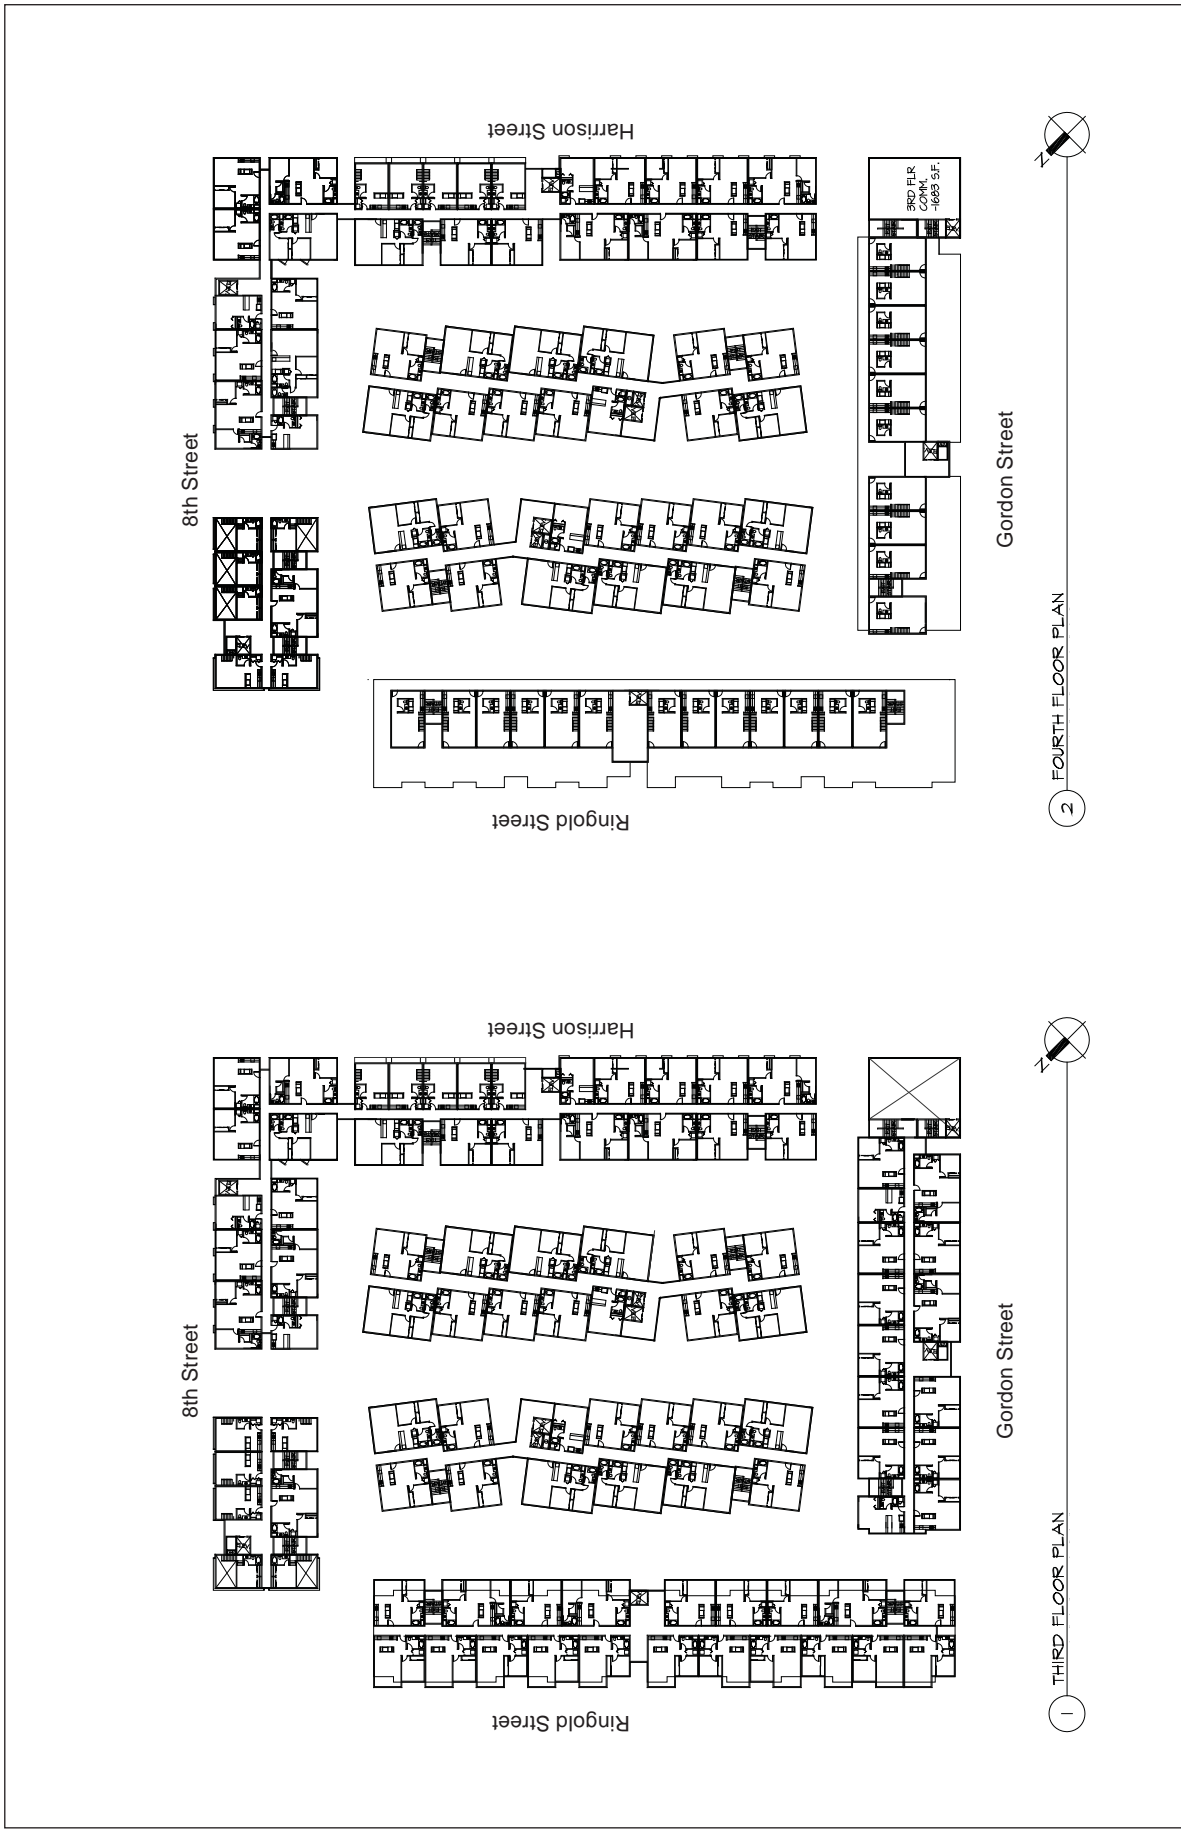 Harrison Street
8th Street
3RD FLR
COMM.
-1683 S.F.
N
Gordon Street
Ringold Street
2
FOURTH FLOOR PLAN
Harrison Street
8th Street
N
Gordon Street
Ringold Street
1
THIRD FLOOR PLAN